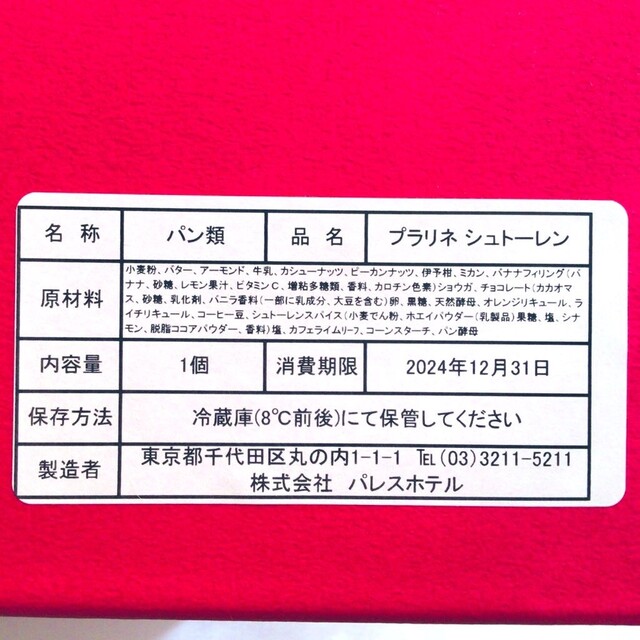 名 称 パン類 品 名 プラリネ シュトーレン
原材料
小麦粉、バター、アーモンド、牛乳、カシューナッツ、ピーカンナッツ、伊予柑、ミカン、バナナフィリング(バ
ナナ、砂糖、レモン果汁、ビタミンC、増粘多糖類、香料、カロチン色素)ショウガ、チョコレート(カカオマ
ス、砂糖、乳化剤、バニラ香料(一部に乳成分、大豆を含む)卵、黒糖、天然酵母、オレンジリキュール、ラ
イチリキュール、コーヒー豆、シュトーレンスパイス(小麦でん粉、ホエイパウダー(乳製品)果糖、塩、シナ
モン、脱脂ココアパウダー、香料)塩、カフェライムリーフ、コーンスターチ、パン酵母
内容量 1個 消費期限 2024年12月31日
保存方法 冷蔵庫(8℃前後)にて保管してください
製造者
東京都千代田区丸の内1-1-1 ℡(03)3211-5211
株式会社 パレスホテル